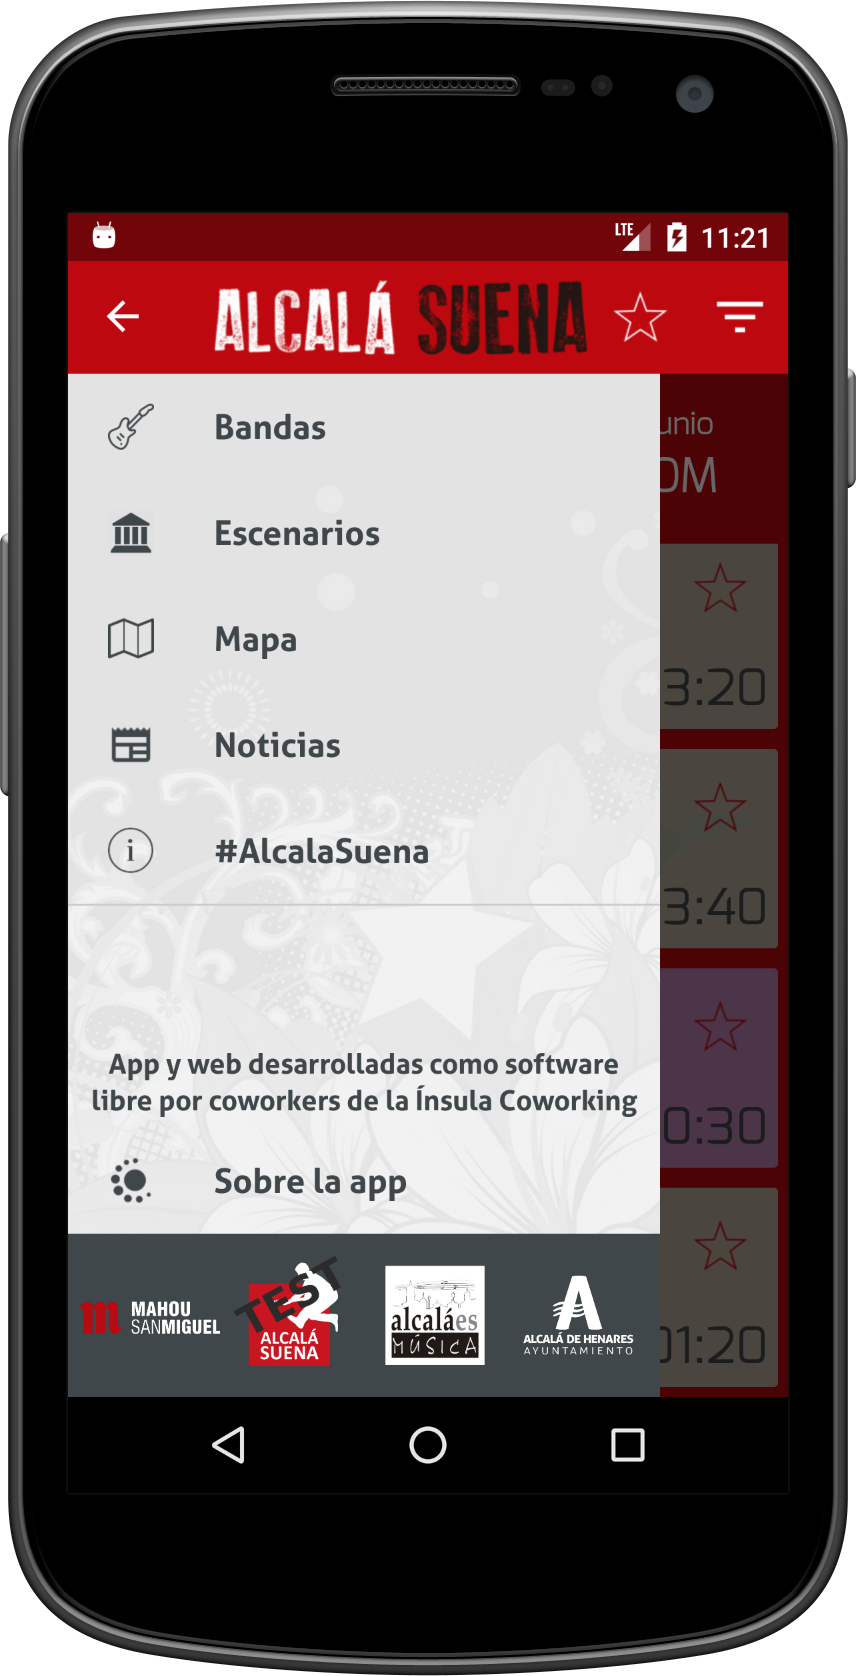 LTE 11:21
ALCALÁ SUENA
Bandas
Escenarios
Mapa
Noticias
#AlcalaSuena
App y web desarrolladas como software
libre por coworkers de la Ínsula Coworking
Sobre la app
MAHOU
SANMIGUEL
TEST
ALCALÁ
SUENA
alcaláes
MÚSICA
ALCALÁ DE HENARES
AYUNTAMIENTO
unio
OM
3:20
3:40
0:30
01:20